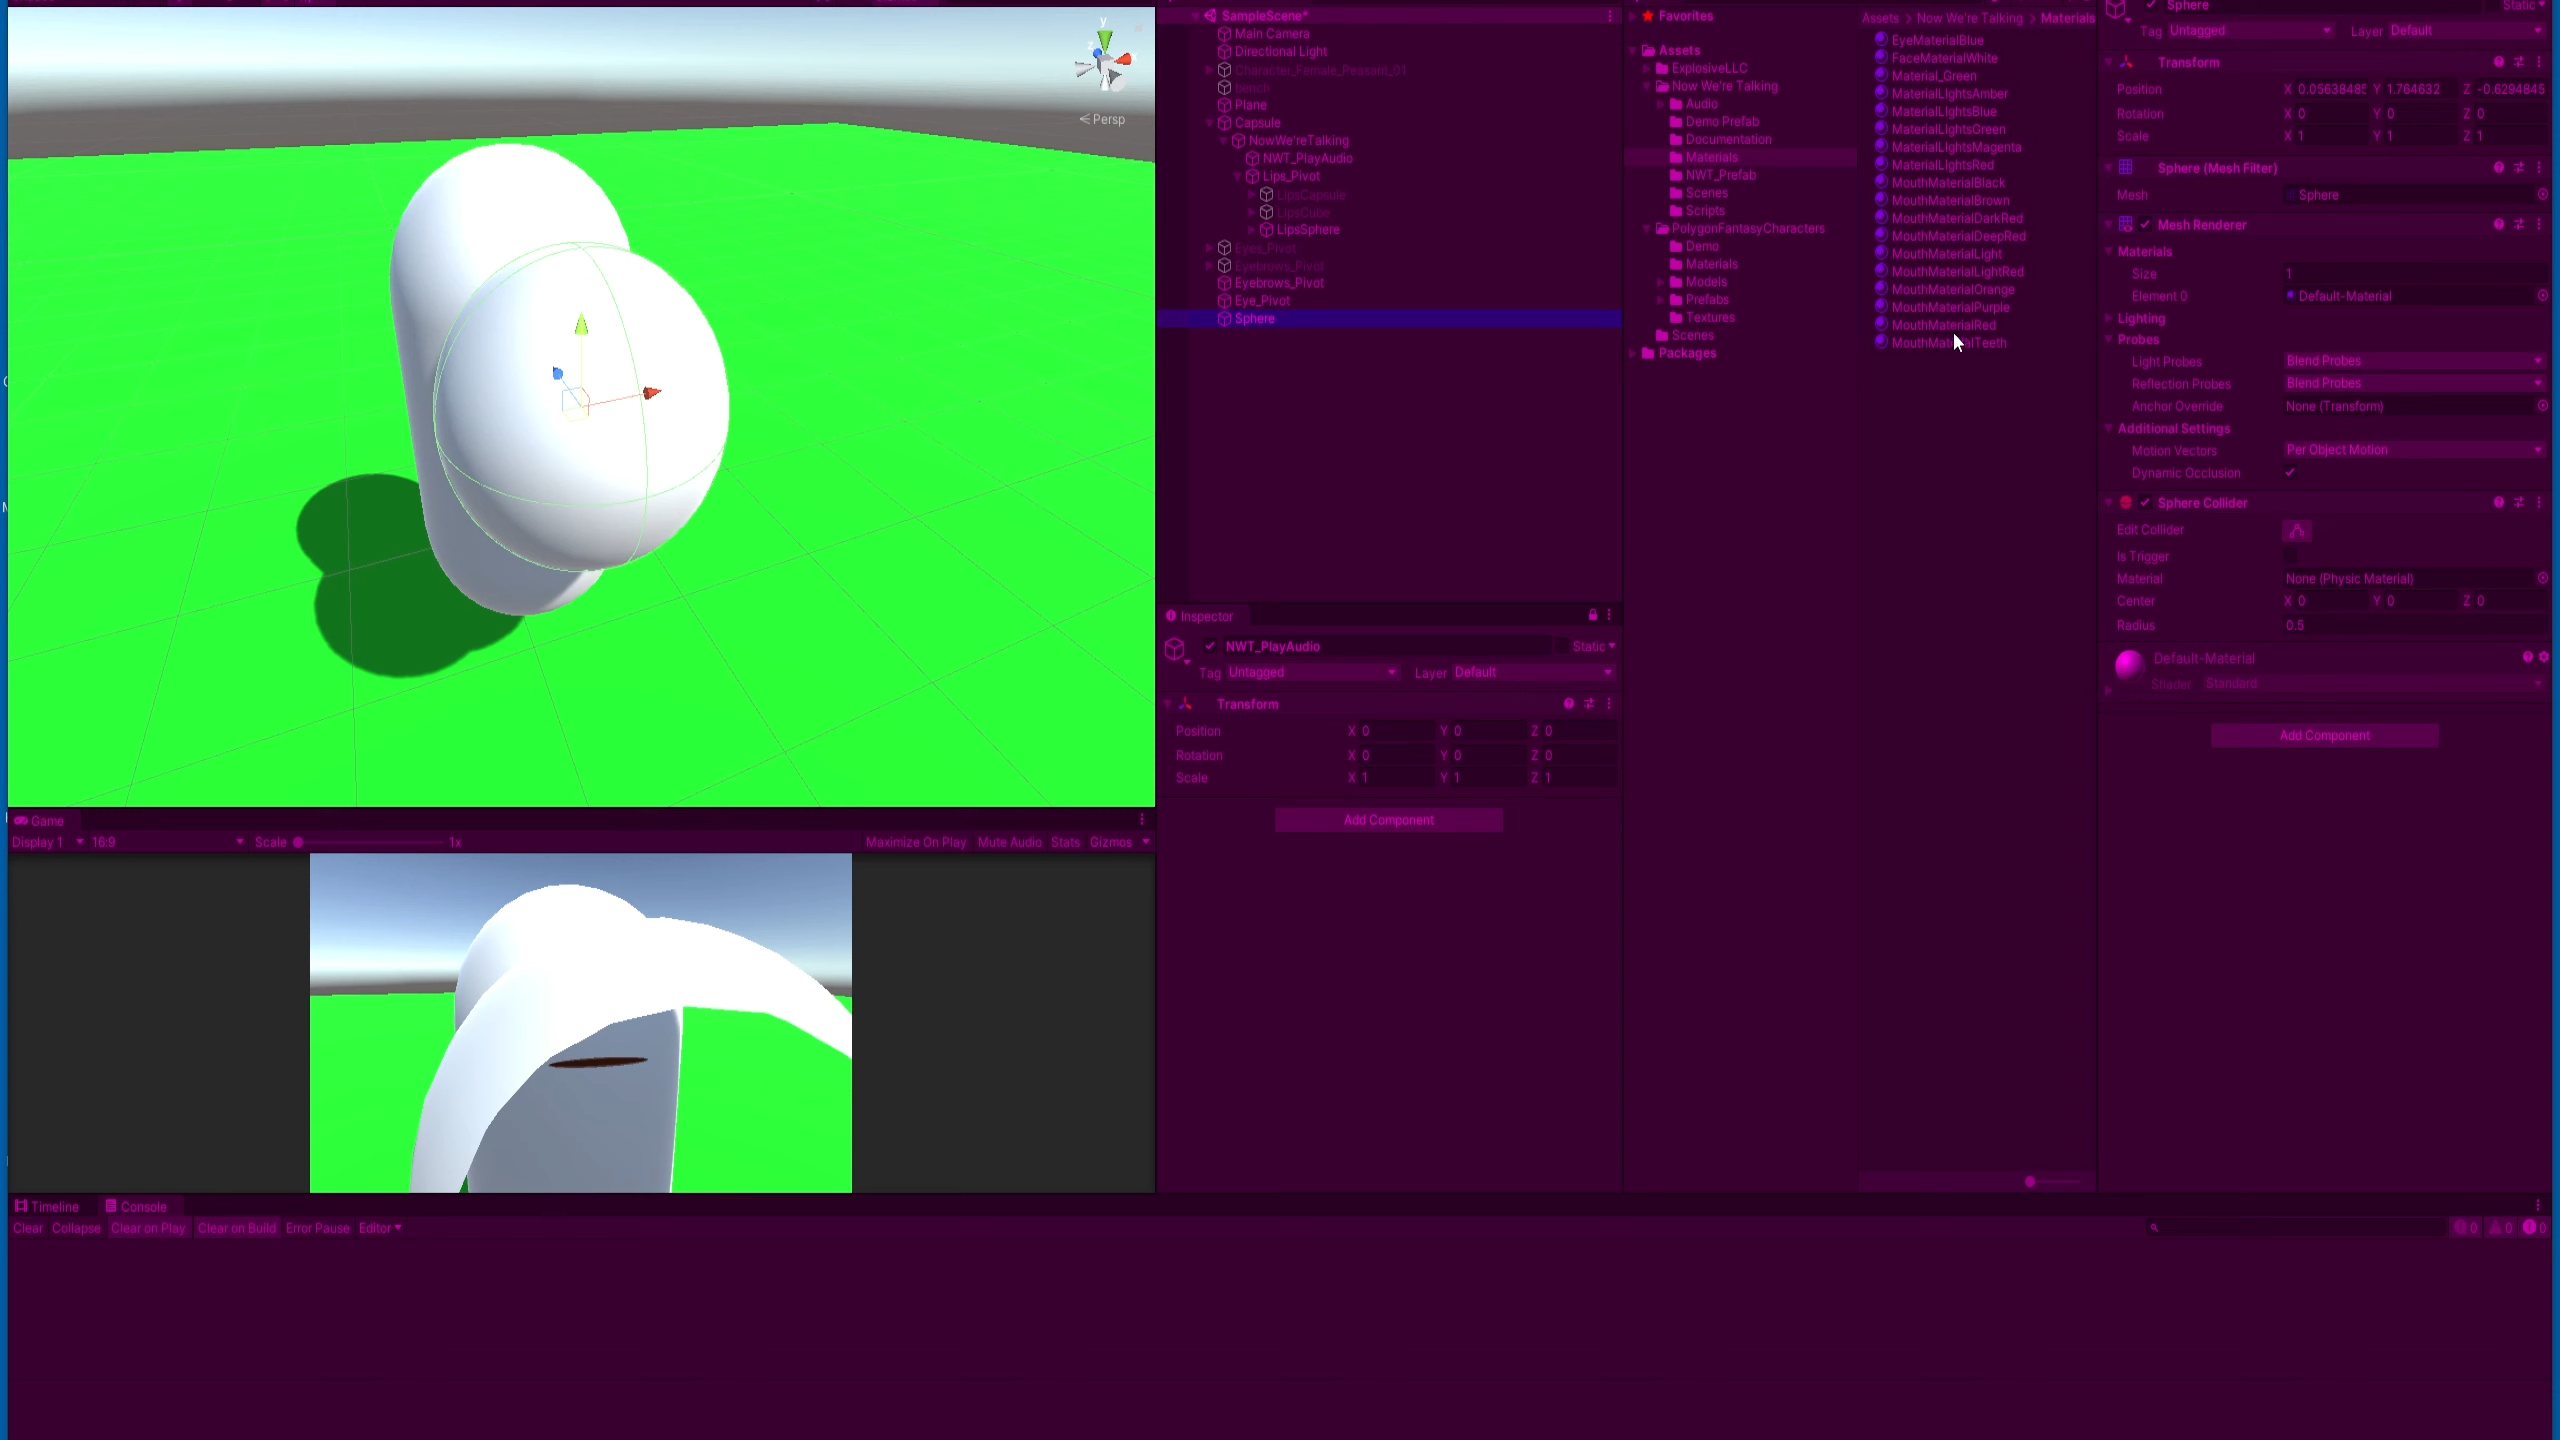 y
x
Persp
Game
Display 1 16:9 Scale 1x Maximize On Play Mute Audio Stats Gizmos
Timeline Console
Clear Collapse Clear on Play Clear on Build Error Pause Editor
0 0 0
SampleScene*
Main Camera
Directional Light
Character_Female_Peasant_01
bench
Plane
Capsule
NowWe'reTalking
NWT_PlayAudio
Lips_Pivot
LipsCapsule
LipsCube
LipsSphere
Eyes_Pivot
Eyebrows_Pivot
Eyebrows_Pivot
Eye_Pivot
Sphere
Inspector
NWT_PlayAudio Static
Tag Untagged Layer Default
Transform
Position X 0 Y 0 Z 0
Rotation X 0 Y 0 Z 0
Scale X 1 Y 1 Z 1
Add Component
Favorites
Assets
ExplosiveLLC
Now We're Talking
Audio
Demo Prefab
Documentation
Materials
NWT_Prefab
Scenes
Scripts
PolygonFantasyCharacters
Demo
Materials
Models
Prefabs
Textures
Scenes
Packages
Assets > Now We're Talking > Materials
EyeMaterialBlue
FaceMaterialWhite
Material_Green
MaterialLIghtsAmber
MaterialLIghtsBlue
MaterialLIghtsGreen
MaterialLIghtsMagenta
MaterialLIghtsRed
MouthMaterialBlack
MouthMaterialBrown
MouthMaterialDarkRed
MouthMaterialDeepRed
MouthMaterialLight
MouthMaterialLightRed
MouthMaterialOrange
MouthMaterialPurple
MouthMaterialRed
MouthMaterialTeeth
Sphere Static
Tag Untagged Layer Default
Transform
Position X 0.05638485 Y 1.764632 Z -0.6294845
Rotation X 0 Y 0 Z 0
Scale X 1 Y 1 Z 1
Sphere (Mesh Filter)
Mesh Sphere
Mesh Renderer
Materials
Size 1
Element 0 Default-Material
Lighting
Probes
Light Probes Blend Probes
Reflection Probes Blend Probes
Anchor Override None (Transform)
Additional Settings
Motion Vectors Per Object Motion
Dynamic Occlusion
Sphere Collider
Edit Collider
Is Trigger
Material None (Physic Material)
Center X 0 Y 0 Z 0
Radius 0.5
Default-Material
Shader Standard
Add Component